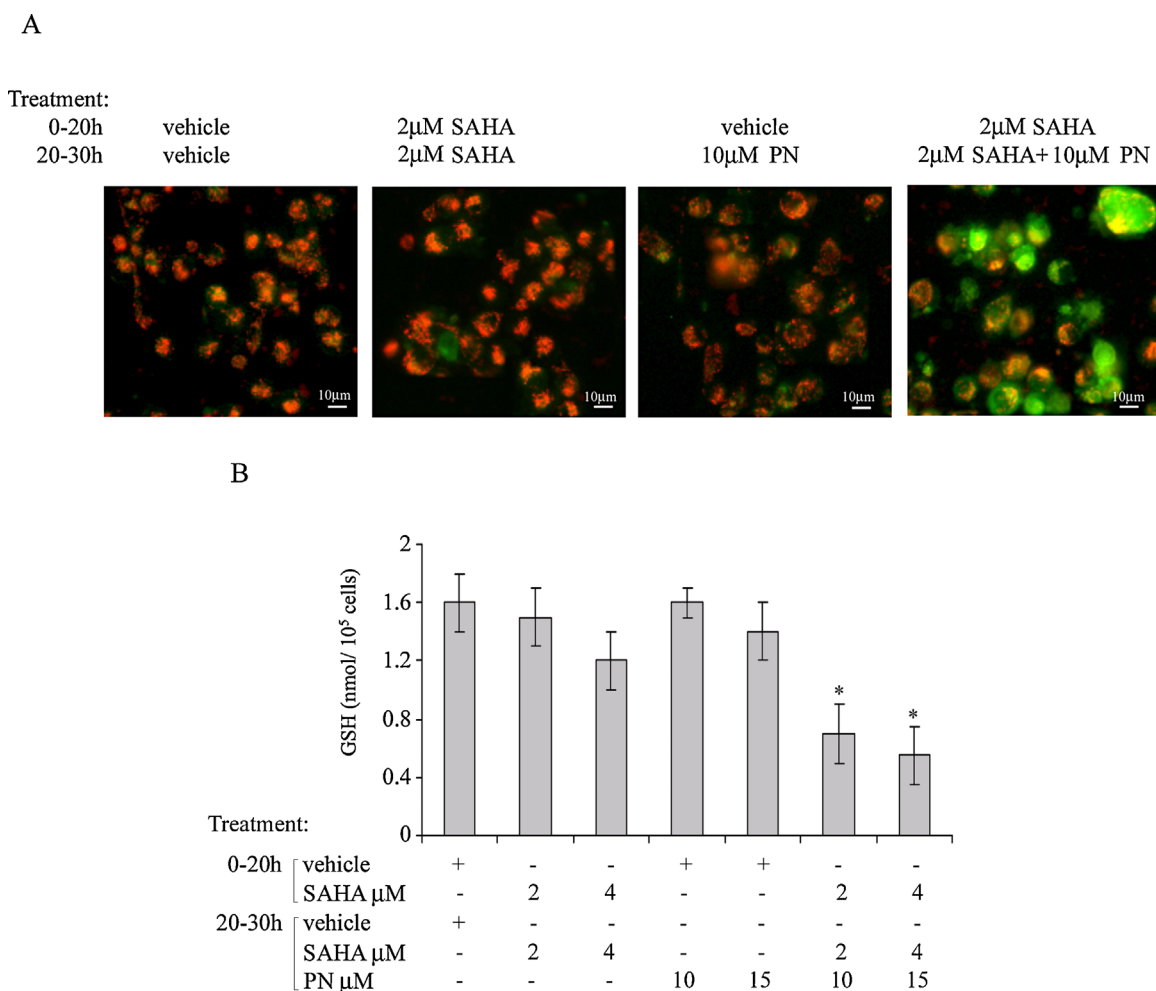 A
Treatment:
0-20h vehicle 2μM SAHA vehicle 2μM SAHA
20-30h vehicle 2μM SAHA 10μM PN 2μM SAHA+10μM PN
10μm 10μm 10μm 10μm
B
GSH (nmol/ 10⁵ cells)
2
1.6
1.2
0.8
0.4
0
* *
Treatment:
0-20h vehicle + - - + + - -
SAHA μM - 2 4 - - 2 4
20-30h vehicle + - - - - - -
SAHA μM - 2 4 - - 2 4
PN μM - - - 10 15 10 15